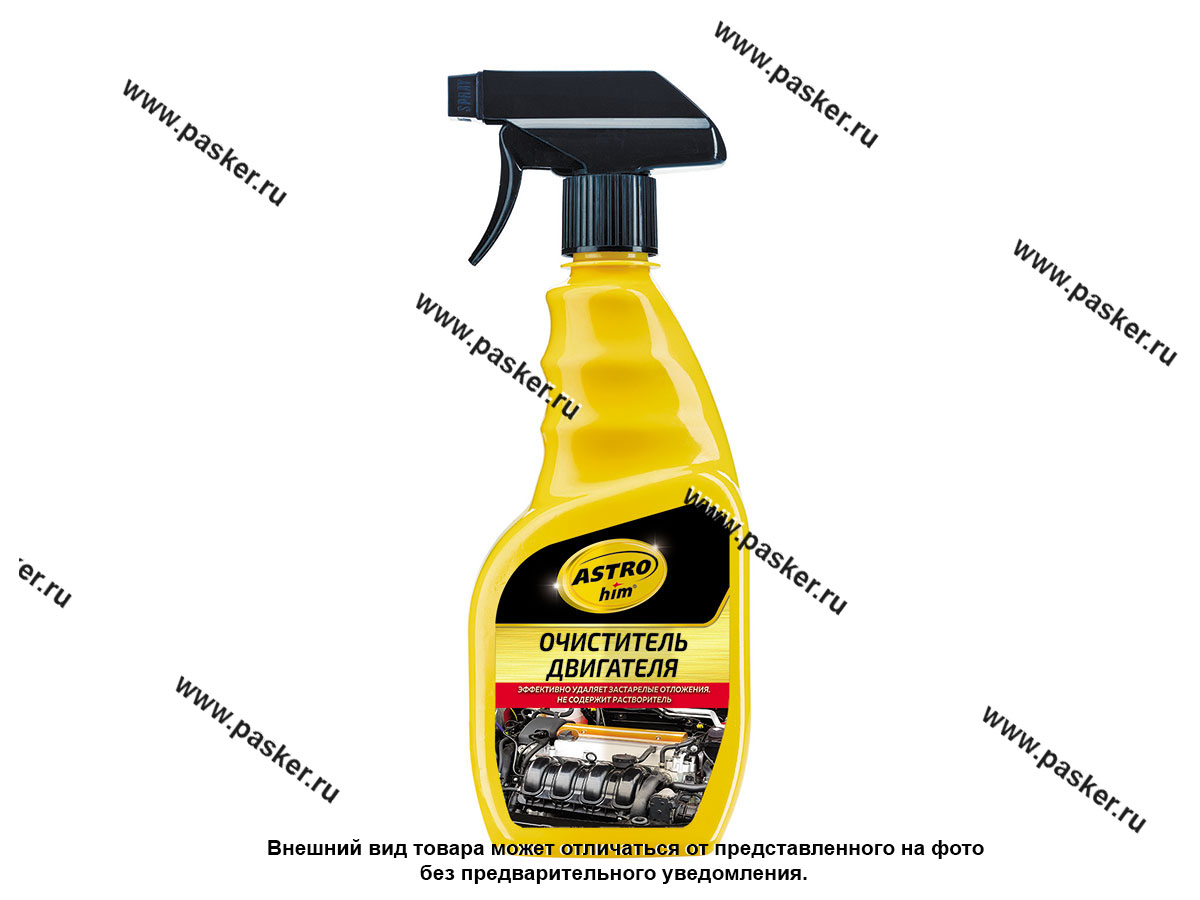 www.pasker.ru
www.pasker.ru
SPRAY
www.pasker.ru
www.pasker.ru
www.pasker.ru
er.ru
ASTRO
him®
ОЧИСТИТЕЛЬ
ДВИГАТЕЛЯ
ЭФФЕКТИВНО УДАЛЯЕТ ЗАСТАРЕЛЫЕ ОТЛОЖЕНИЯ.
НЕ СОДЕРЖИТ РАСТВОРИТЕЛЬ
www.pasker.ru
www.pasker.ru
Внешний вид товара может отличаться от представленного на фото
без предварительного уведомления.